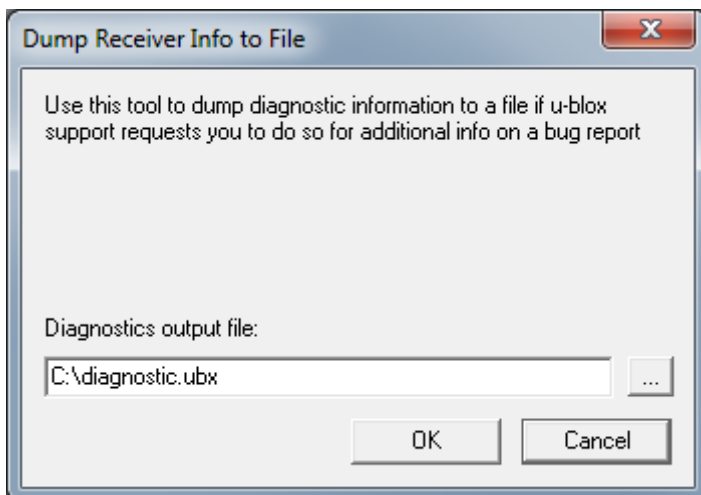 Dump Receiver Info to File
Use this tool to dump diagnostic information to a file if u-blox
support requests you to do so for additional info on a bug report
Diagnostics output file:
C:\diagnostic.ubx
...
OK
Cancel